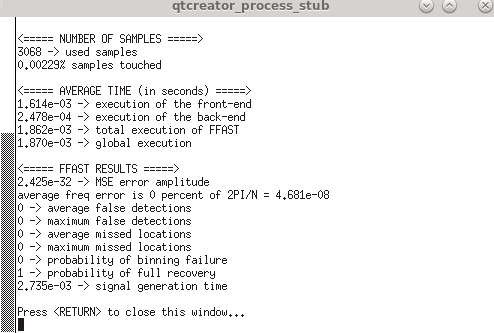 qtcreator_process_stub
<===== NUMBER OF SAMPLES =====>
3068 -> used samples
0.00229% samples touched
<===== AVERAGE TIME (in seconds) =====>
1.614e-03 -> execution of the front-end
2.478e-04 -> execution of the back-end
1.862e-03 -> total execution of FFAST
1.870e-03 -> global execution
<===== FFAST RESULTS =====>
2.425e-32 -> MSE error amplitude
average freq error is 0 percent of 2PI/N = 4.681e-08
0 -> average false detections
0 -> maximum false detections
0 -> average missed locations
0 -> maximum missed locations
0 -> probability of binning failure
1 -> probability of full recovery
2.735e-03 -> signal generation time
Press <RETURN> to close this window...